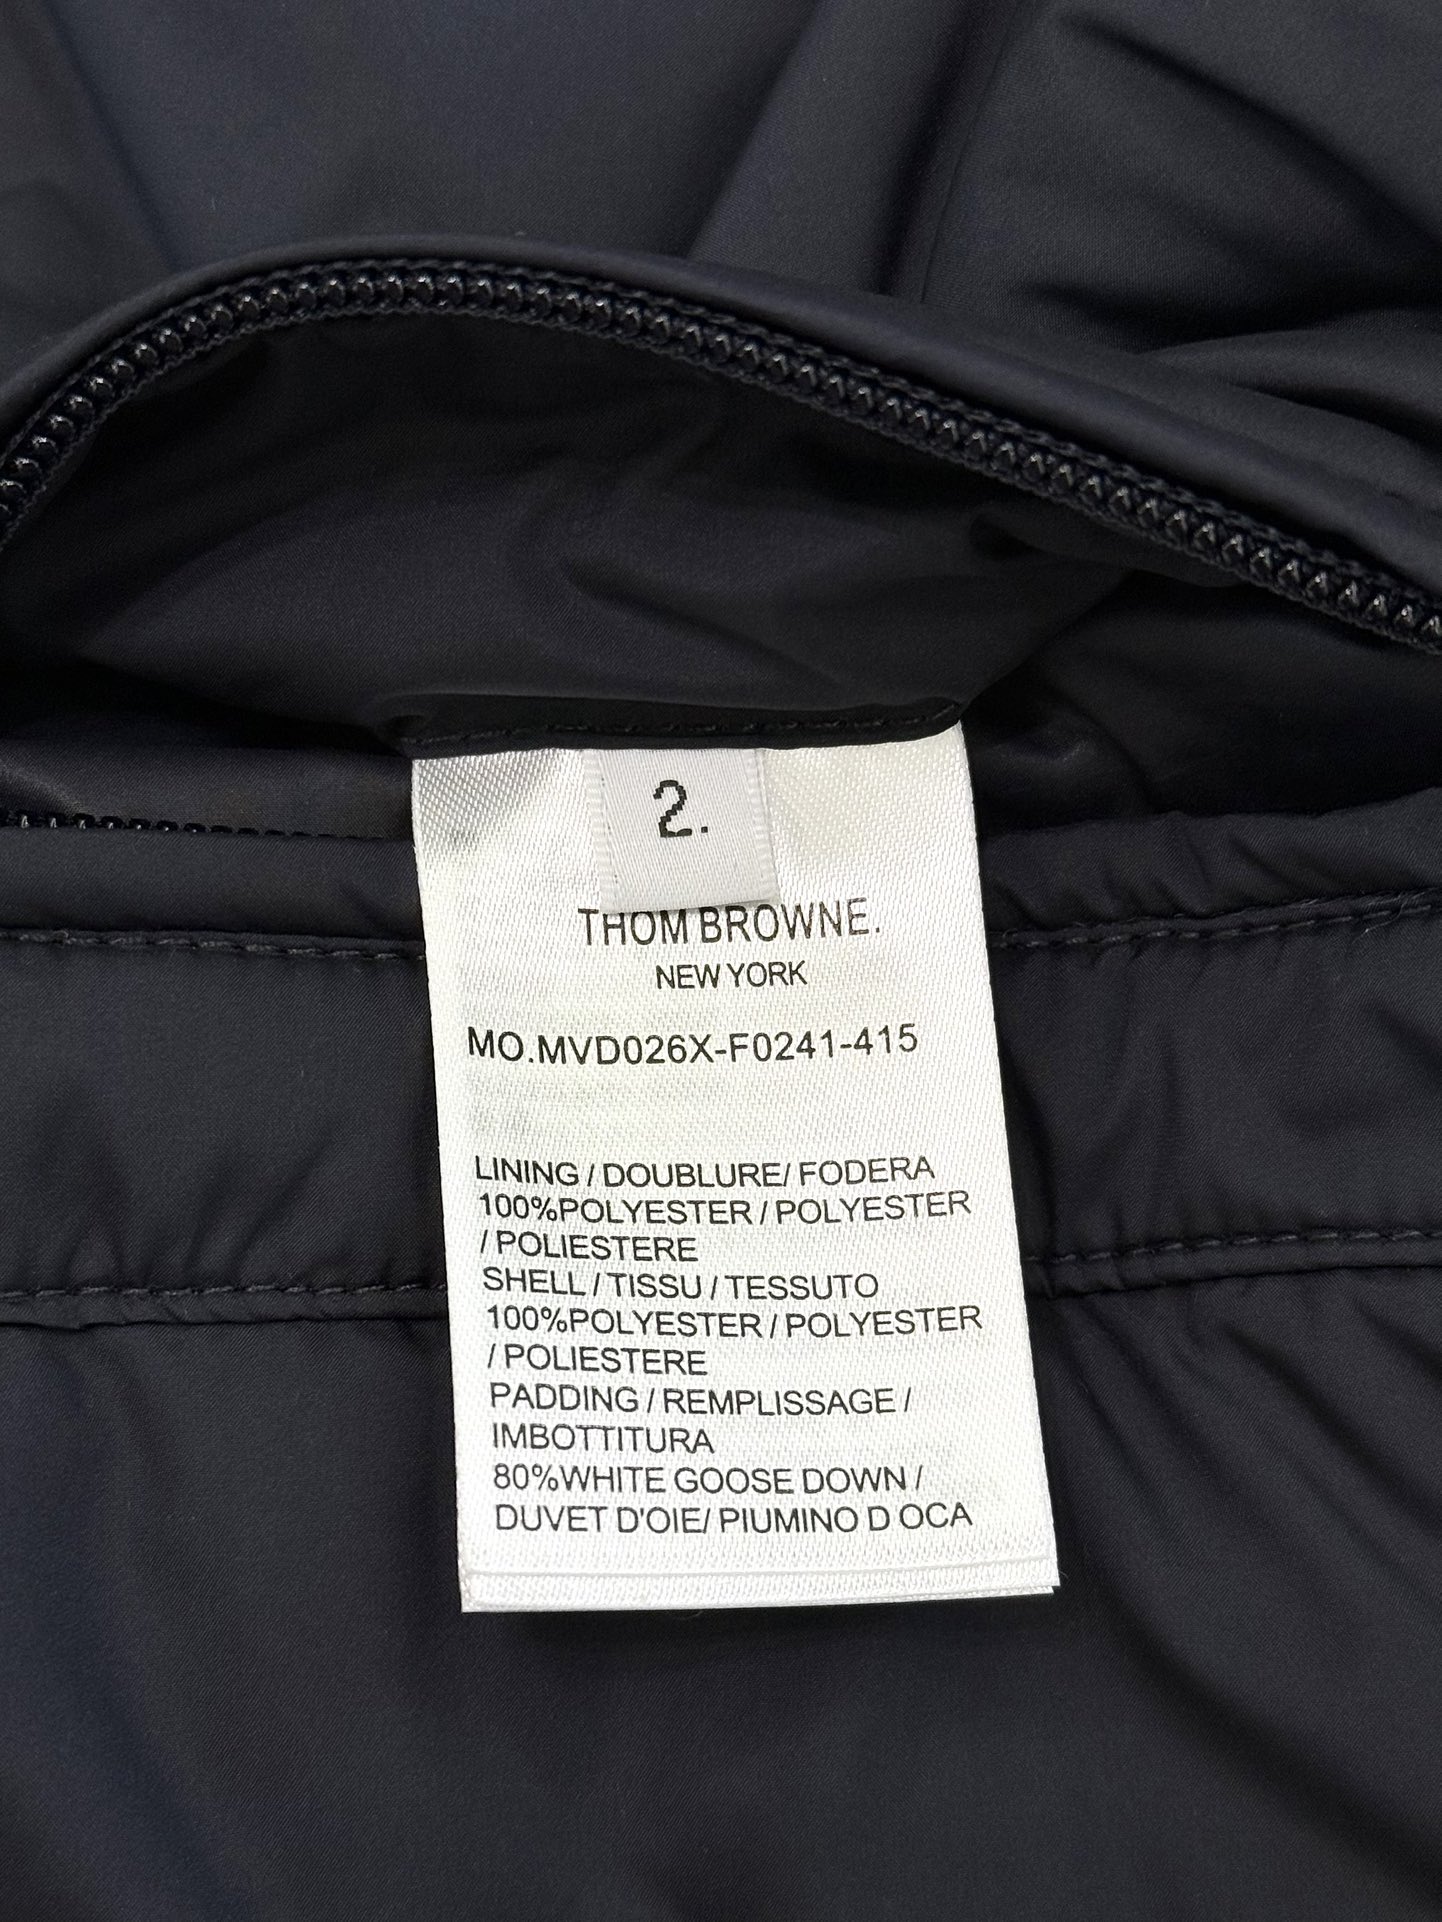 2.
THOM BROWNE.
NEW YORK
MO.MVD026X-F0241-415
LINING / DOUBLURE/ FODERA
100%POLYESTER / POLYESTER
/ POLIESTERE
SHELL / TISSU / TESSUTO
100%POLYESTER / POLYESTER
/ POLIESTERE
PADDING / REMPLISSAGE /
IMBOTTITURA
80%WHITE GOOSE DOWN /
DUVET D'OIE/ PIUMINO D OCA